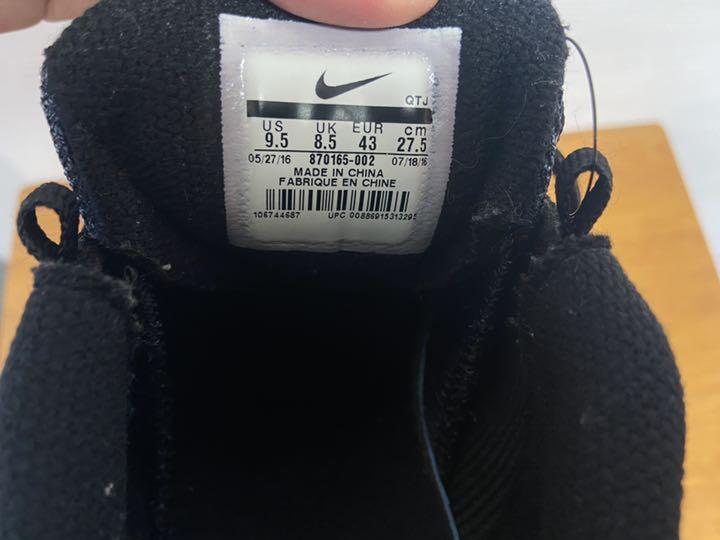 QTJ
US UK EUR cm
9.5 8.5 43 27.5
05/27/16 870165-002 07/18/16
MADE IN CHINA
FABRIQUE EN CHINE
106744687 UPC 00886915313295